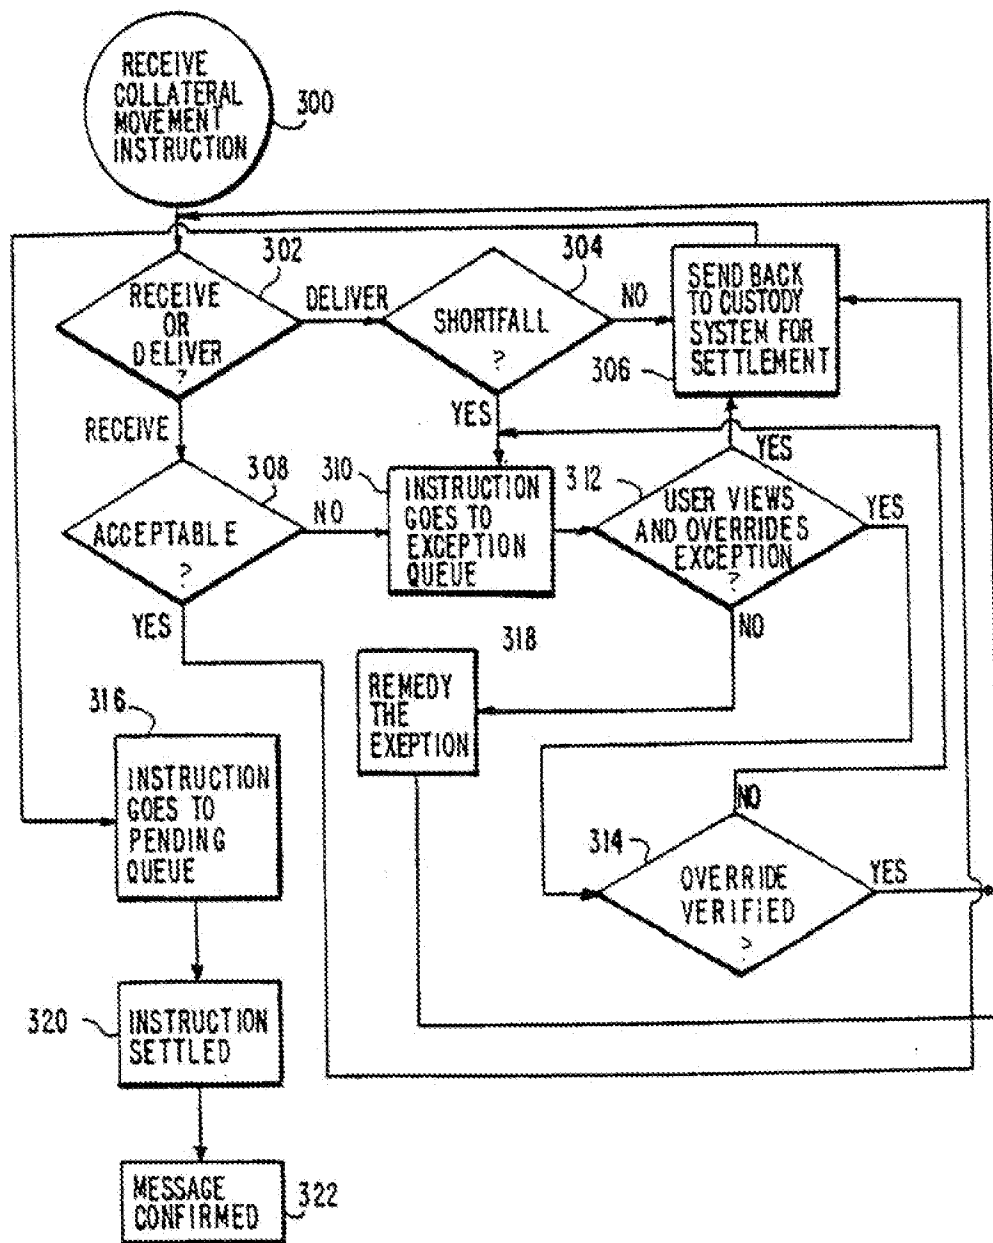 RECEIVE
COLLATERAL
MOVEMENT
INSTRUCTION
300
302
RECEIVE
OR
DELIVER
?
DELIVER
304
SHORTFALL
?
NO
SEND BACK
TO CUSTODY
SYSTEM FOR
SETTLEMENT
306
RECEIVE
YES
308
ACCEPTABLE
?
NO
310
INSTRUCTION
GOES TO
EXCEPTION
QUEUE
312
YES
USER VIEWS
AND OVERRIDES
EXCEPTION
?
YES
YES
NO
318
REMEDY
THE
EXEPTION
316
INSTRUCTION
GOES TO
PENDING
QUEUE
NO
314
OVERRIDE
VERIFIED
?
YES
320
INSTRUCTION
SETTLED
MESSAGE
CONFIRMED
322